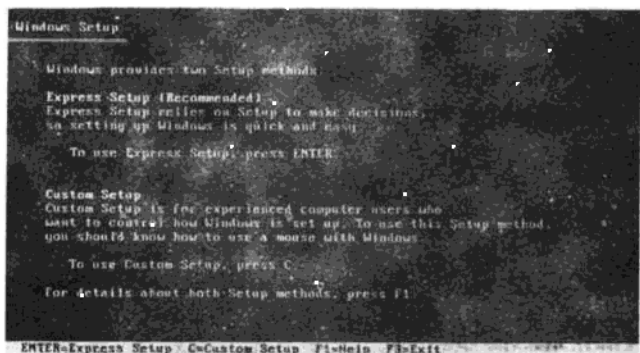 Windows Setup
Windows provides two Setup methods:
Express Setup (Recommended)
Express Setup relies on Setup to make decisions,
so setting up Windows is quick and easy.
To use Express Setup, press ENTER.
Custom Setup
Custom Setup is for experienced computer users who
want to control how Windows is set up. To use this Setup method,
you should know how to use a mouse with Windows.
To use Custom Setup, press C.
For details about both Setup methods, press F1.
ENTER=Express Setup C=Custom Setup F1=Help F3=Exit